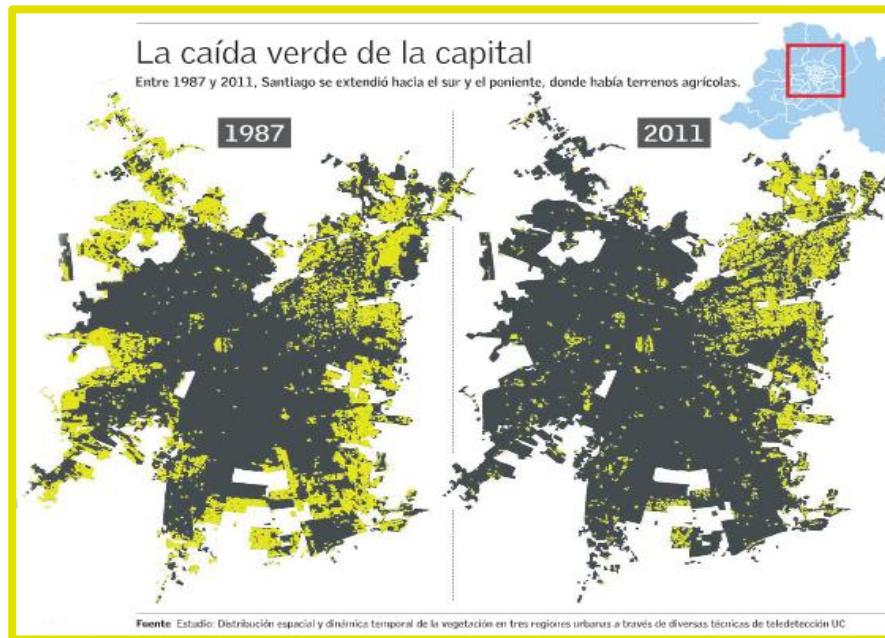 La caída verde de la capital
Entre 1987 y 2011, Santiago se extendió hacia el sur y el poniente, donde había terrenos agrícolas.
1987
2011
Fuente Estudio: Distribución espacial y dinámica temporal de la vegetación en tres regiones urbanas a través de diversas técnicas de teledetección UC